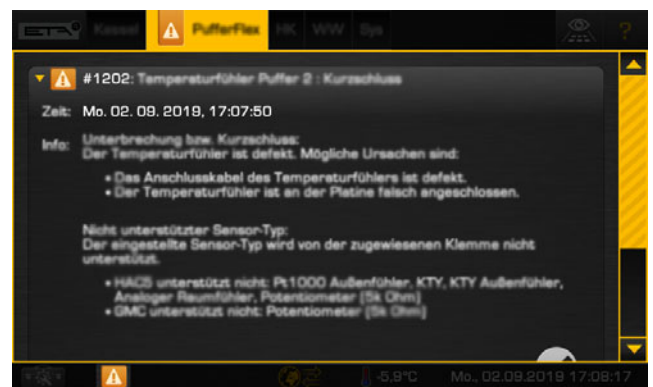 ETA Kessel PufferFlex HK WW Sys ?
#1202: Temperaturfühler Puffer 2 : Kurzschluss
Zeit: Mo. 02. 09. 2019, 17:07:50
Info: Unterbrechung bzw. Kurzschluss:
Der Temperaturfühler ist defekt. Mögliche Ursachen sind:
• Das Anschlusskabel des Temperaturfühlers ist defekt.
• Der Temperaturfühler ist an der Platine falsch angeschlossen.
Nicht unterstützter Sensor-Typ:
Der eingestellte Sensor-Typ wird von der zugewiesenen Klemme nicht
unterstützt.
• HAC5 unterstützt nicht: Pt1000 Außenfühler, KTY, KTY Außenfühler,
Analoger Raumfühler, Potentiometer (5k Ohm)
• GMC unterstützt nicht: Potentiometer (5k Ohm)
-5,9°C Mo., 02.09.2019 17:08:17